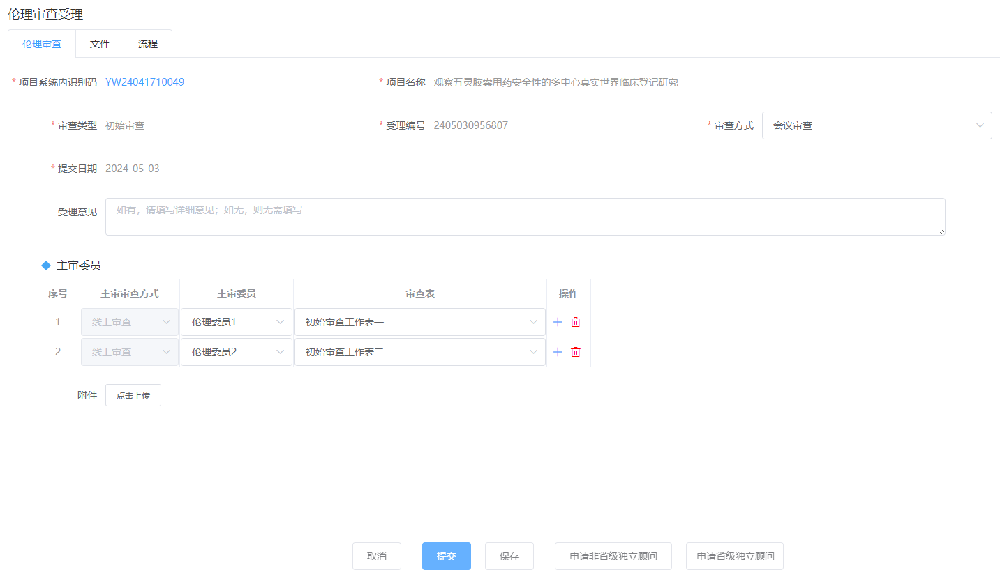 伦理审查受理
伦理审查 文件 流程
* 项目系统内识别码 YW24041710049 * 项目名称 观察五灵胶囊用药安全性的多中心真实世界临床登记研究
* 审查类型 初始审查 * 受理编号 2405030956807 * 审查方式 会议审查
* 提交日期 2024-05-03
受理意见 如有，请填写详细意见；如无，则无需填写
主审委员
序号 主审审查方式 主审委员 审查表 操作
1 线上审查 伦理委员1 初始审查工作表一
2 线上审查 伦理委员2 初始审查工作表二
附件 点击上传
取消 提交 保存 申请非省级独立顾问 申请省级独立顾问